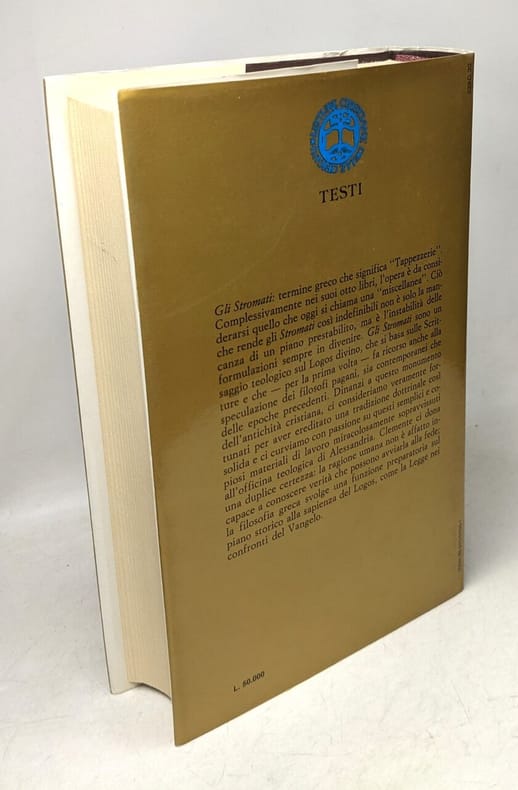 TESTI
Gli Stromati: termine greco che significa "Tappezzerie".
Complessivamente nei suoi otto libri, l'opera è da consi-
derarsi quello che oggi si chiama una "miscellanea". Ciò
che rende gli Stromati così indefinibili non è solo la man-
canza di un piano prestabilito, ma è l'instabilità delle
formulazioni sempre in divenire. Gli Stromati sono un
saggio teologico sul Logos divino, che si basa sulle Scrit-
ture e che — per la prima volta — fa ricorso anche alla
speculazione dei filosofi pagani, sia contemporanei che
delle epoche precedenti. Dinanzi a questo monumento
dell'antichità cristiana, ci consideriamo veramente for-
tunati per aver ereditato una tradizione dottrinale così
solida e ci curviamo con passione su questi semplici e co-
piosi materiali di lavoro miracolosamente sopravvissuti
all'officina teologica di Alessandria. Clemente ci dona
una duplice certezza: la ragione umana non è affatto in-
capace a conoscere verità che possono avviarla alla fede;
la filosofia greca svolge una funzione preparatoria sul
piano storico alla sapienza del Logos, come la Legge nei
confronti del Vangelo.
L. 80.000